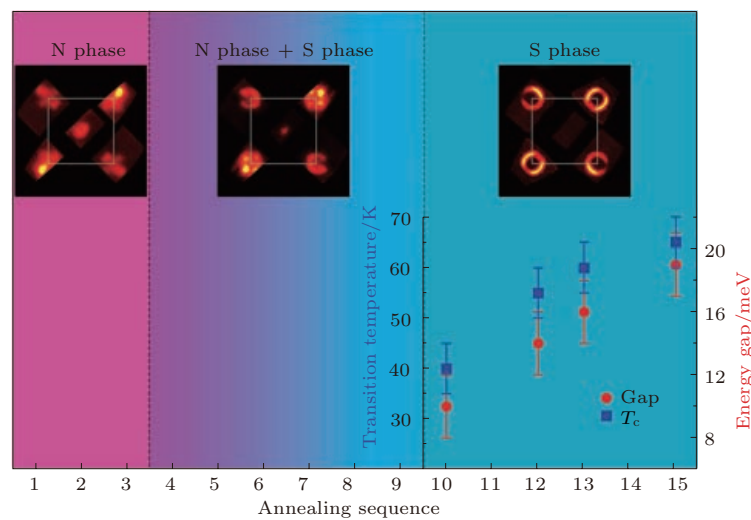 N phase
N phase + S phase
S phase
Transition temperature/K
70
60
50
40
30
20
16
12
8
Energy gap/meV
Gap
Tc
1 2 3 4 5 6 7 8 9 10 11 12 13 14 15
Annealing sequence